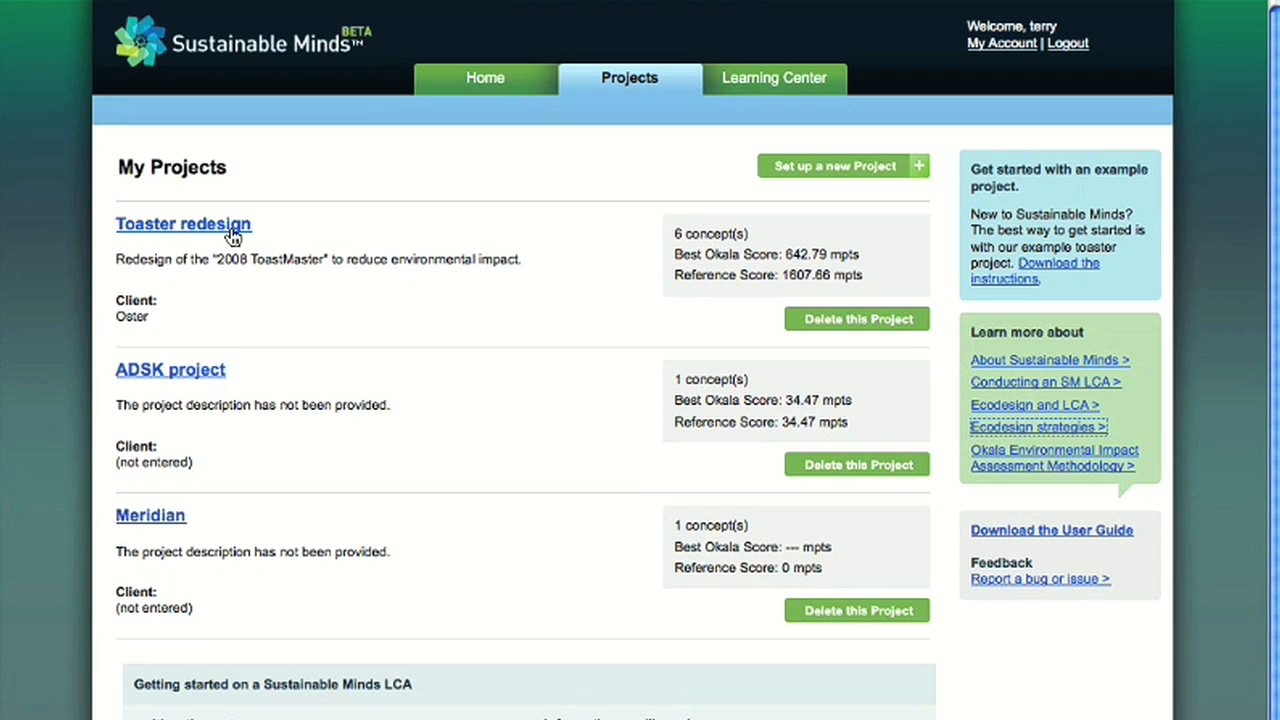 Sustainable Minds™ BETA
Welcome, terry
My Account | Logout
Home
Projects
Learning Center
My Projects
Set up a new Project +
Toaster redesign
Redesign of the "2008 ToastMaster" to reduce environmental impact.
Client:
Oster
6 concept(s)
Best Okala Score: 642.79 mpts
Reference Score: 1607.66 mpts
Delete this Project
ADSK project
The project description has not been provided.
Client:
(not entered)
1 concept(s)
Best Okala Score: 34.47 mpts
Reference Score: 34.47 mpts
Delete this Project
Meridian
The project description has not been provided.
Client:
(not entered)
1 concept(s)
Best Okala Score: --- mpts
Reference Score: 0 mpts
Delete this Project
Getting started on a Sustainable Minds LCA
Get started with an example
project.
New to Sustainable Minds?
The best way to get started is
with our example toaster
project. Download the
instructions.
Learn more about
About Sustainable Minds >
Conducting an SM LCA >
Ecodesign and LCA >
Ecodesign strategies >
Okala Environmental Impact
Assessment Methodology >
Download the User Guide
Feedback
Report a bug or issue >